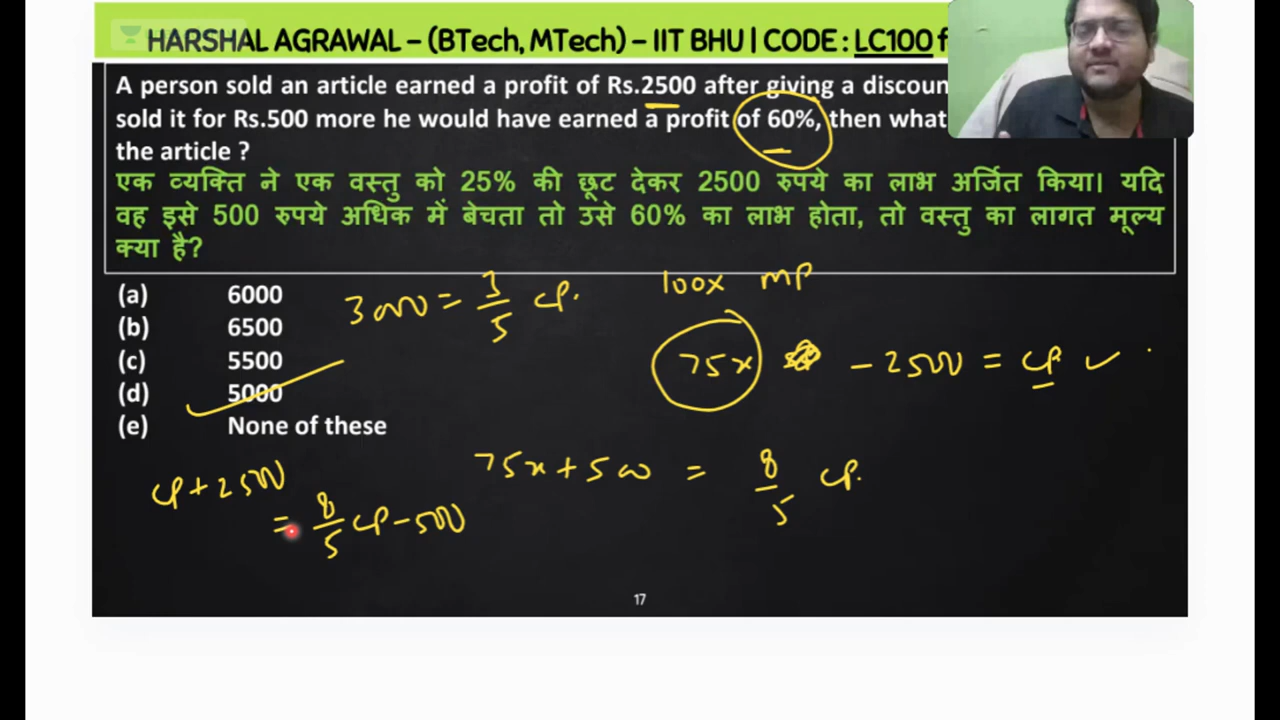 HARSHAL AGRAWAL – (BTech, MTech) – IIT BHU | CODE : LC100 f
A person sold an article earned a profit of Rs.2500 after giving a discoun
sold it for Rs.500 more he would have earned a profit of 60%, then what
the article ?
एक व्यक्ति ने एक वस्तु को 25% की छूट देकर 2500 रुपये का लाभ अर्जित किया। यदि
वह इसे 500 रुपये अधिक में बेचता तो उसे 60% का लाभ होता, तो वस्तु का लागत मूल्य
क्या है?
(a) 6000
(b) 6500
(c) 5500
(d) 5000
(e) None of these
3000 = 3/5 CP.
100x MP
75x - 2500 = CP
75x + 500 = 8/5 CP.
CP + 2500
= 8/5 CP - 500
17